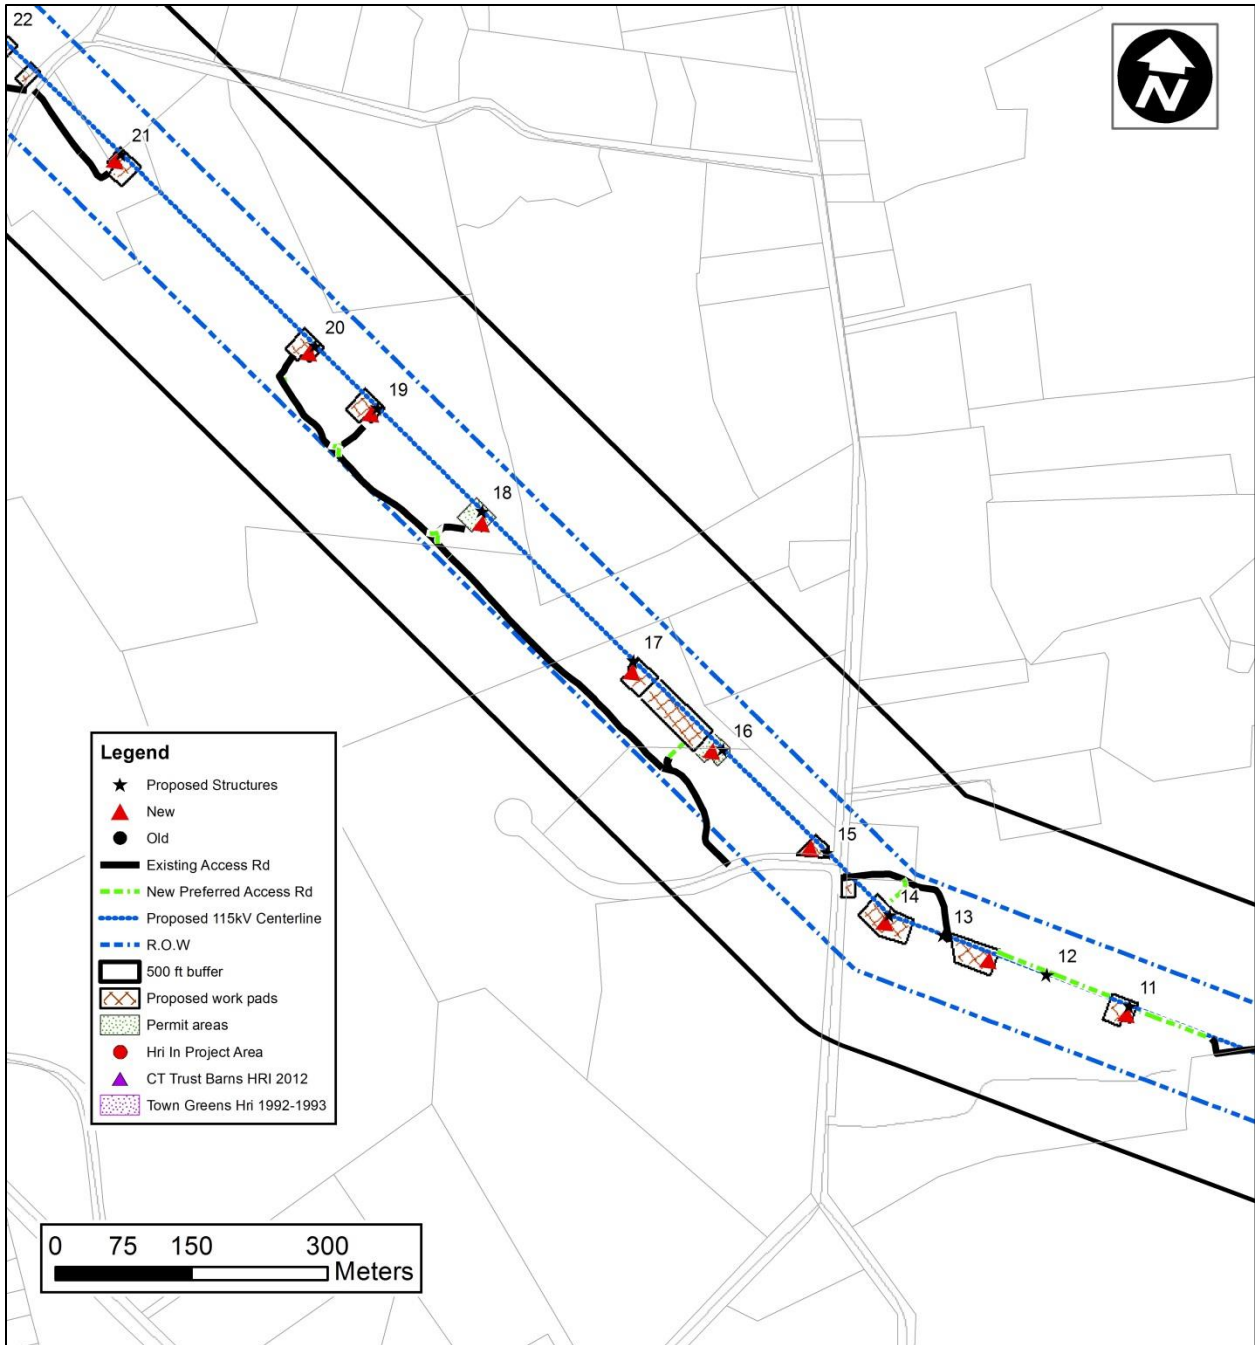 22
N
21
20
19
18
17
16
15
14
13
12
11
Legend
Proposed Structures
New
Old
Existing Access Rd
New Preferred Access Rd
Proposed 115kV Centerline
R.O.W
500 ft buffer
Proposed work pads
Permit areas
Hri In Project Area
CT Trust Barns HRI 2012
Town Greens Hri 1992-1993
0 75 150 300
Meters